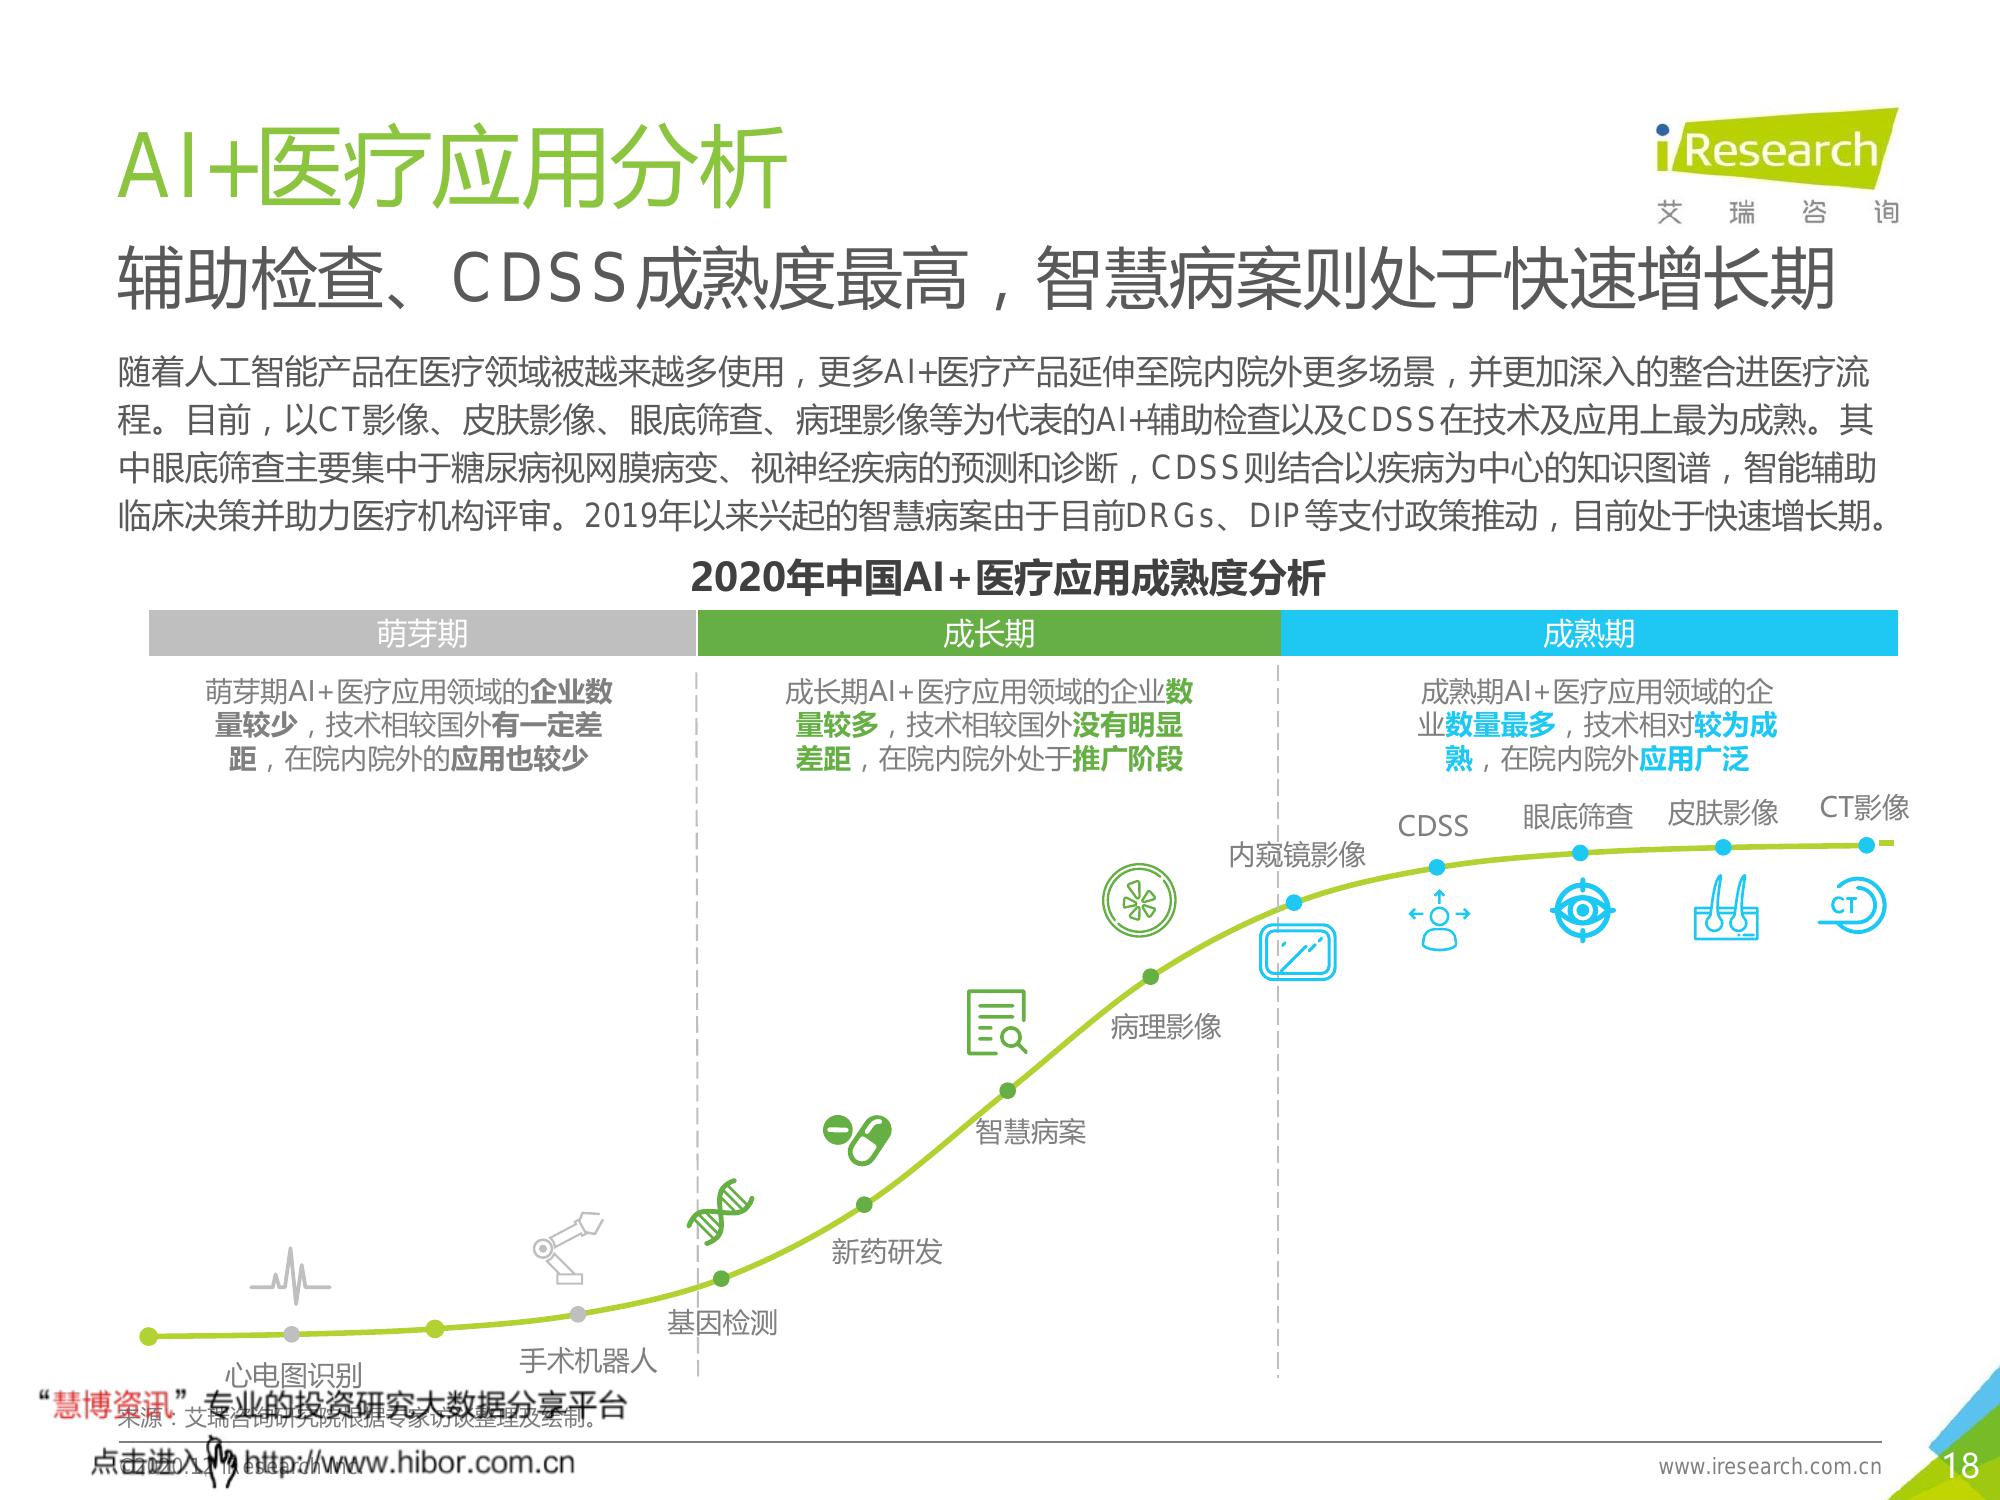 AI+医疗应用分析
iResearch
艾瑞咨询
辅助检查、CDSS成熟度最高，智慧病案则处于快速增长期
随着人工智能产品在医疗领域被越来越多使用，更多AI+医疗产品延伸至院内院外更多场景，并更加深入的整合进医疗流
程。目前，以CT影像、皮肤影像、眼底筛查、病理影像等为代表的AI+辅助检查以及CDSS在技术及应用上最为成熟。其
中眼底筛查主要集中于糖尿病视网膜病变、视神经疾病的预测和诊断，CDSS则结合以疾病为中心的知识图谱，智能辅助
临床决策并助力医疗机构评审。2019年以来兴起的智慧病案由于目前DRGs、DIP等支付政策推动，目前处于快速增长期。
2020年中国AI+医疗应用成熟度分析
萌芽期
成长期
成熟期
萌芽期AI+医疗应用领域的企业数
量较少，技术相较国外有一定差
距，在院内院外的应用也较少
成长期AI+医疗应用领域的企业数
量较多，技术相较国外没有明显
差距，在院内院外处于推广阶段
成熟期AI+医疗应用领域的企
业数量最多，技术相对较为成
熟，在院内院外应用广泛
CT影像
皮肤影像
眼底筛查
CDSS
内窥镜影像
CT
病理影像
智慧病案
新药研发
基因检测
手术机器人
心电图识别
“慧博资讯”专业的投资研究大数据分享平台
来源：艾瑞咨询研究院根据专家访谈整理及绘制。
点击进入 http://www.hibor.com.cn
©2020.12 iResearch Inc.
www.iresearch.com.cn
18